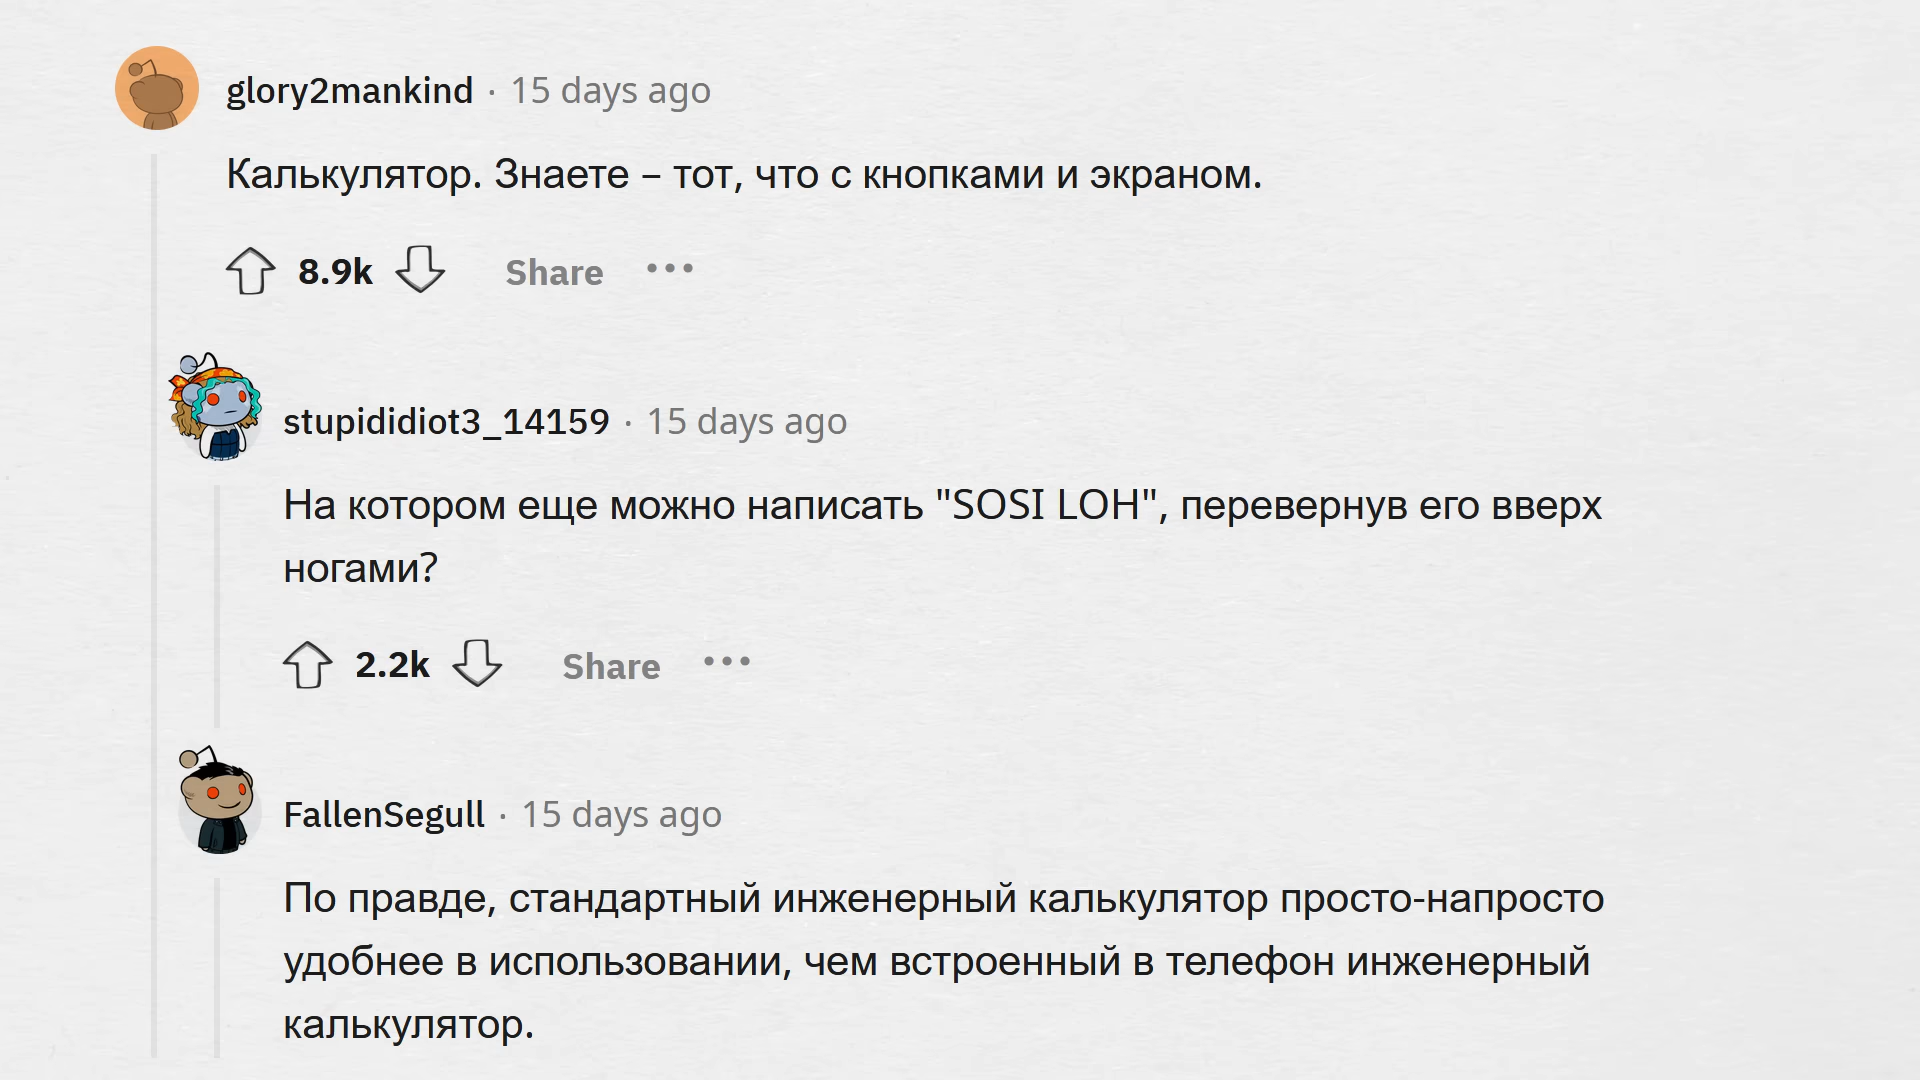 glory2mankind · 15 days ago
Калькулятор. Знаете – тот, что с кнопками и экраном.
8.9k Share •••
stupididiot3_14159 · 15 days ago
На котором еще можно написать "SOSI LOH", перевернув его вверх
ногами?
2.2k Share •••
FallenSegull · 15 days ago
По правде, стандартный инженерный калькулятор просто-напросто
удобнее в использовании, чем встроенный в телефон инженерный
калькулятор.